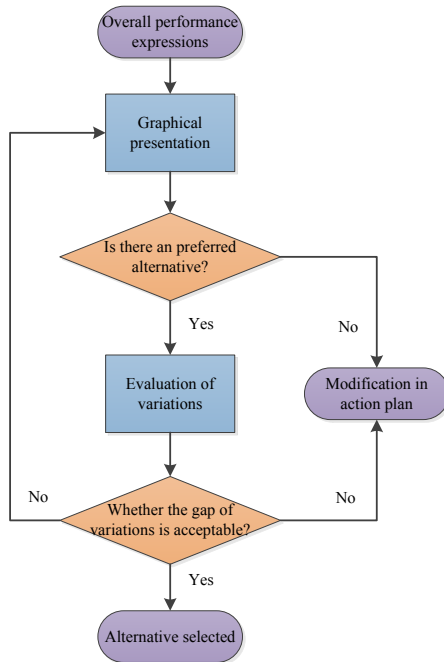 Overall performance
expressions
Graphical
presentation
Is there an preferred
alternative?
No
Yes
Evaluation of
variations
Modification in
action plan
Whether the gap of
variations is acceptable?
No
No
Yes
Alternative selected